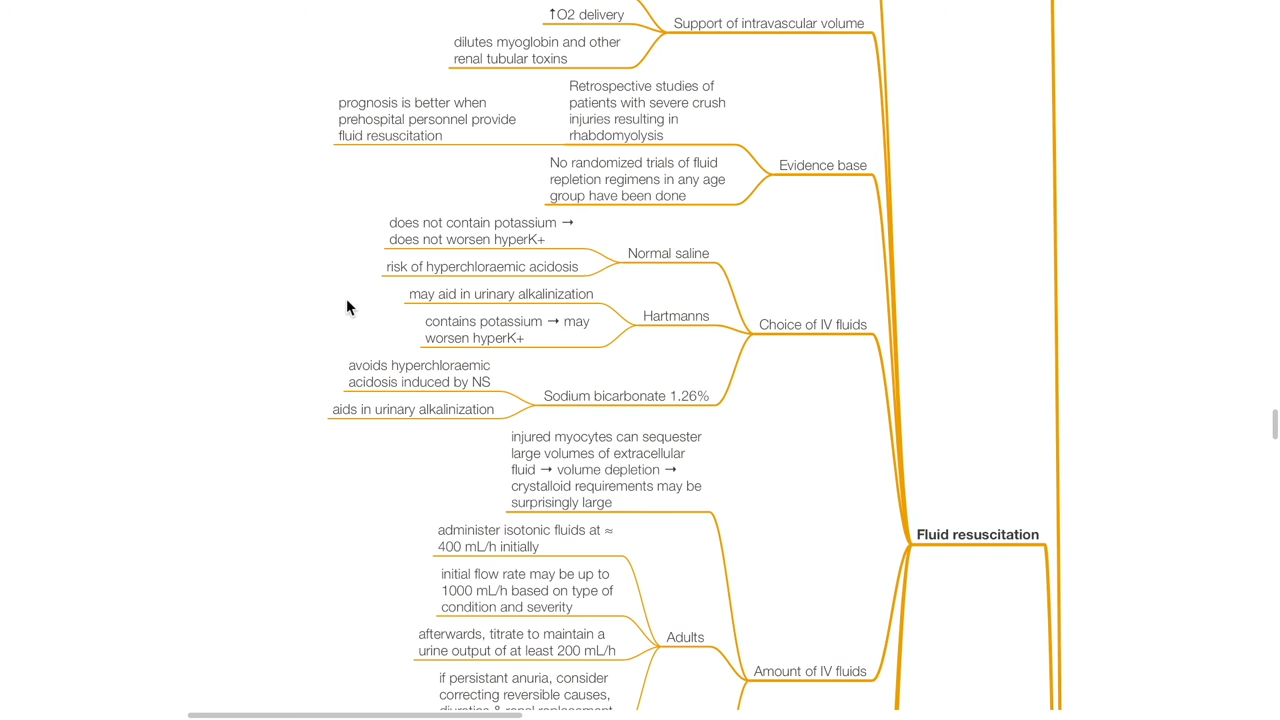 ↑O2 delivery
Support of intravascular volume
dilutes myoglobin and other
renal tubular toxins
Retrospective studies of
patients with severe crush
injuries resulting in
rhabdomyolysis
prognosis is better when
prehospital personnel provide
fluid resuscitation
No randomized trials of fluid
repletion regimens in any age
group have been done
Evidence base
does not contain potassium →
does not worsen hyperK+
risk of hyperchloraemic acidosis
Normal saline
may aid in urinary alkalinization
contains potassium → may
worsen hyperK+
Hartmanns
Choice of IV fluids
avoids hyperchloraemic
acidosis induced by NS
aids in urinary alkalinization
Sodium bicarbonate 1.26%
injured myocytes can sequester
large volumes of extracellular
fluid → volume depletion →
crystalloid requirements may be
surprisingly large
Fluid resuscitation
administer isotonic fluids at ≈
400 mL/h initially
initial flow rate may be up to
1000 mL/h based on type of
condition and severity
afterwards, titrate to maintain a
urine output of at least 200 mL/h
Adults
Amount of IV fluids
if persistant anuria, consider
correcting reversible causes,
diuretics & renal replacement